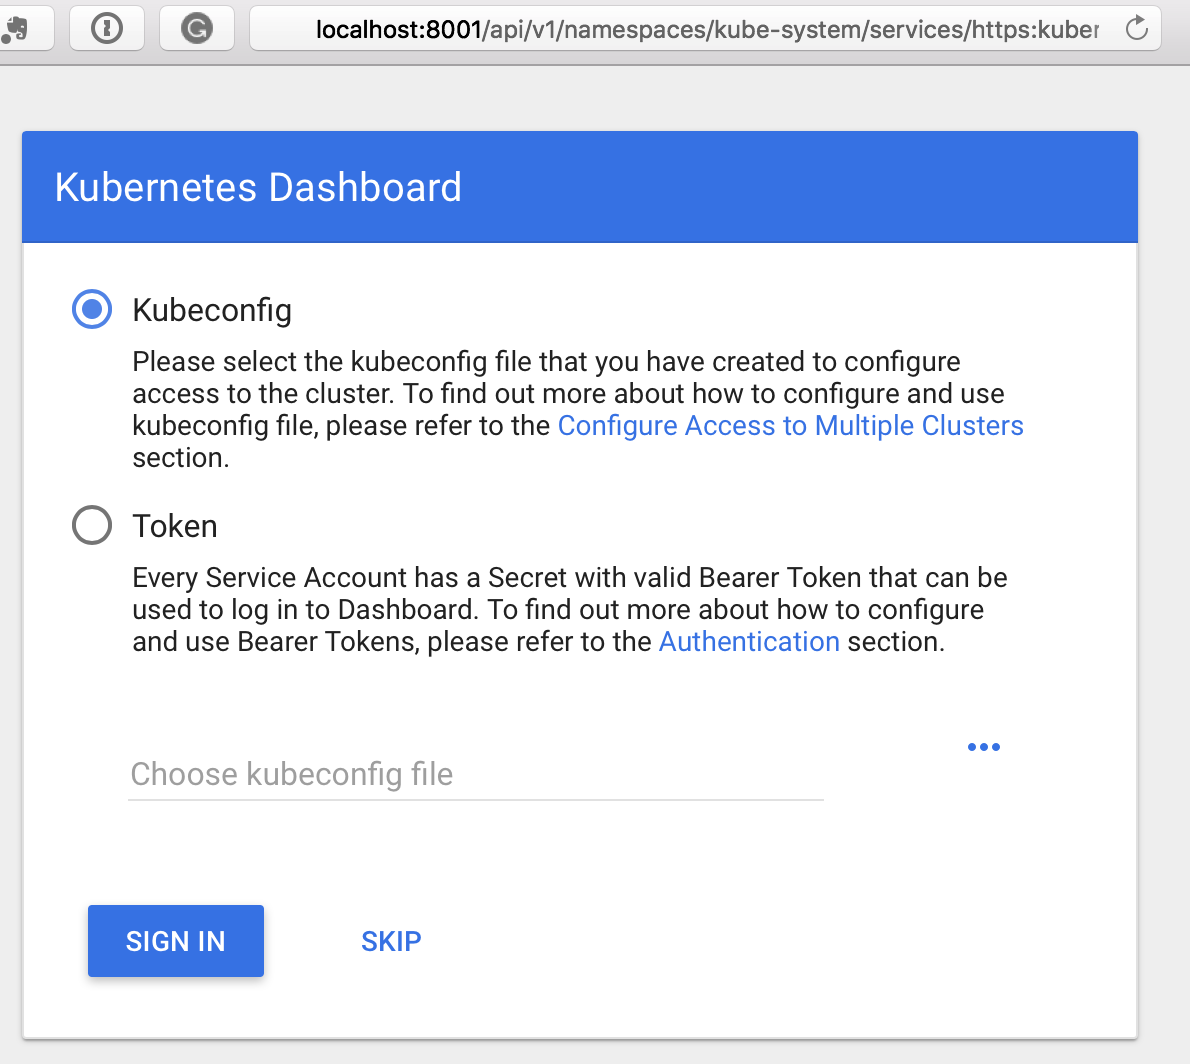 localhost:8001/api/v1/namespaces/kube-system/services/https:kuber
Kubernetes Dashboard
Kubeconfig
Please select the kubeconfig file that you have created to configure
access to the cluster. To find out more about how to configure and use
kubeconfig file, please refer to the Configure Access to Multiple Clusters
section.
Token
Every Service Account has a Secret with valid Bearer Token that can be
used to log in to Dashboard. To find out more about how to configure
and use Bearer Tokens, please refer to the Authentication section.
Choose kubeconfig file
SIGN IN
SKIP